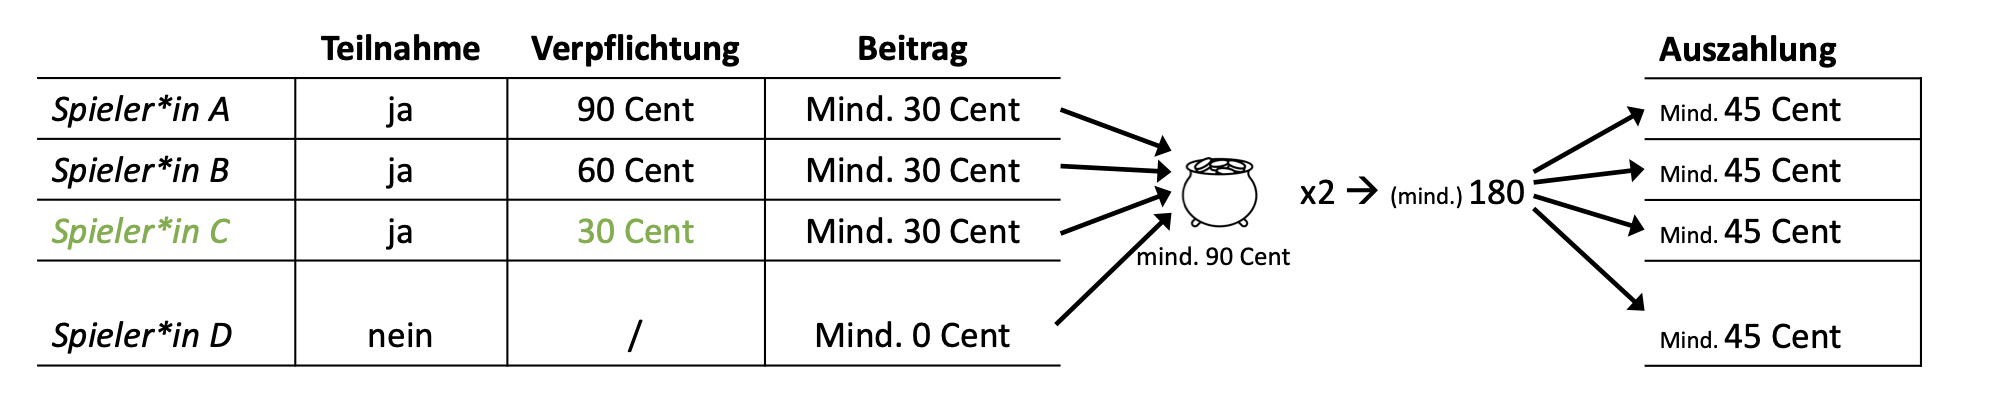 Teilnahme Verpflichtung Beitrag Auszahlung
Spieler*in A ja 90 Cent Mind. 30 Cent Mind. 45 Cent
Spieler*in B ja 60 Cent Mind. 30 Cent Mind. 45 Cent
x2 → (mind.) 180
Spieler*in C ja 30 Cent Mind. 30 Cent Mind. 45 Cent
mind. 90 Cent
Spieler*in D nein / Mind. 0 Cent Mind. 45 Cent